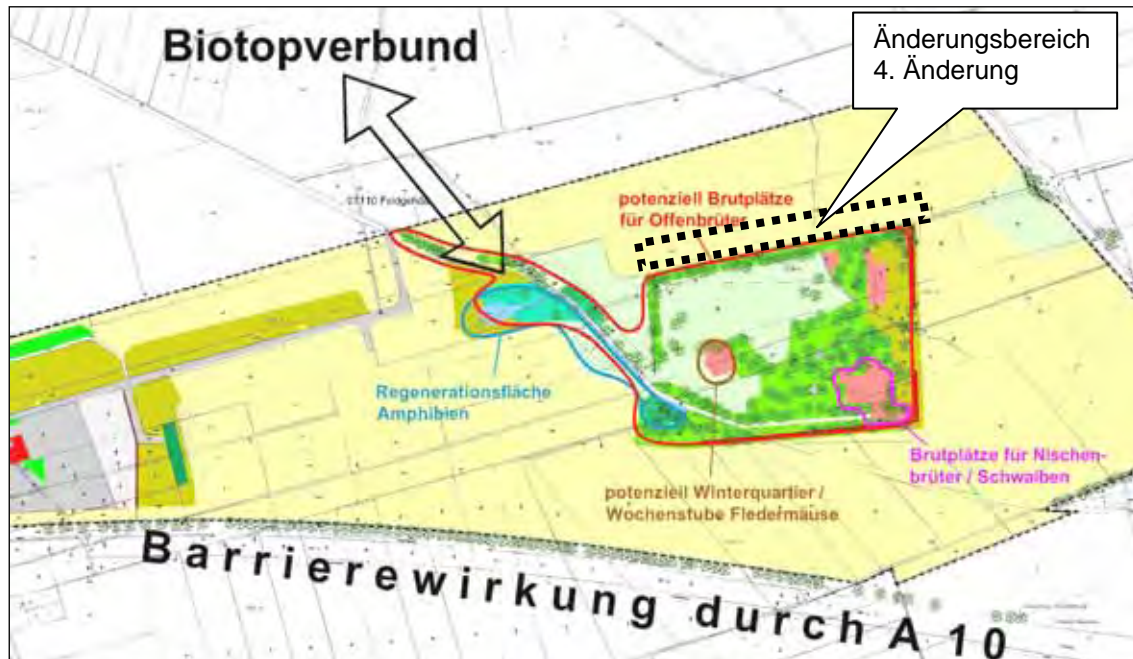 Biotopverbund
Änderungsbereich
4. Änderung
potenziell Brutplätze
für Offenbrüter
Regenerationsfläche
Amphibien
Brutplätze für Nischen-
brüter / Schwalben
potenziell Winterquartier /
Wochenstube Fledermäuse
Barrierewirkung durch A 10